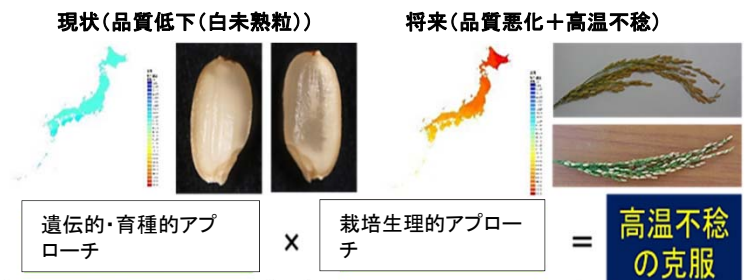 現状（品質低下（白未熟粒））
将来（品質悪化＋高温不稔）
遺伝的・育種的アプ
ローチ
×
栽培生理的アプロー
チ
＝
高温不稔
の克服